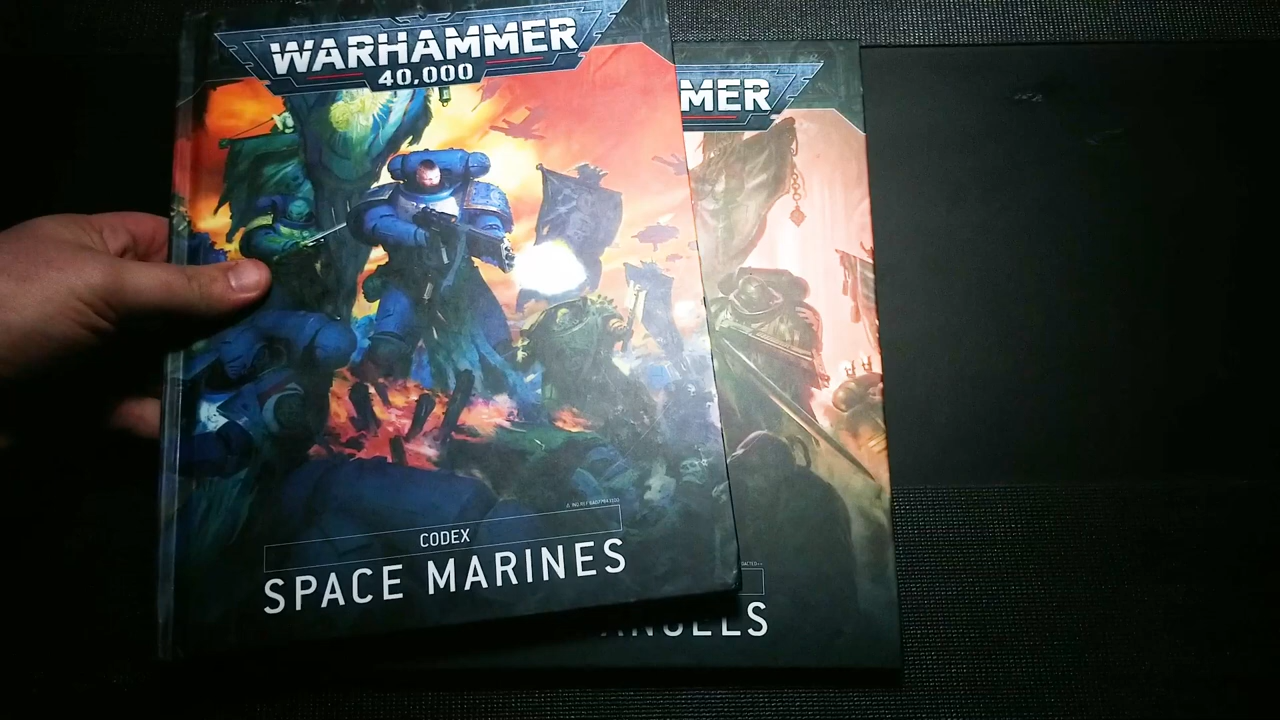 WARHAMMER
40,000
CODEX
SPACE MARINES
MER
ANGELS